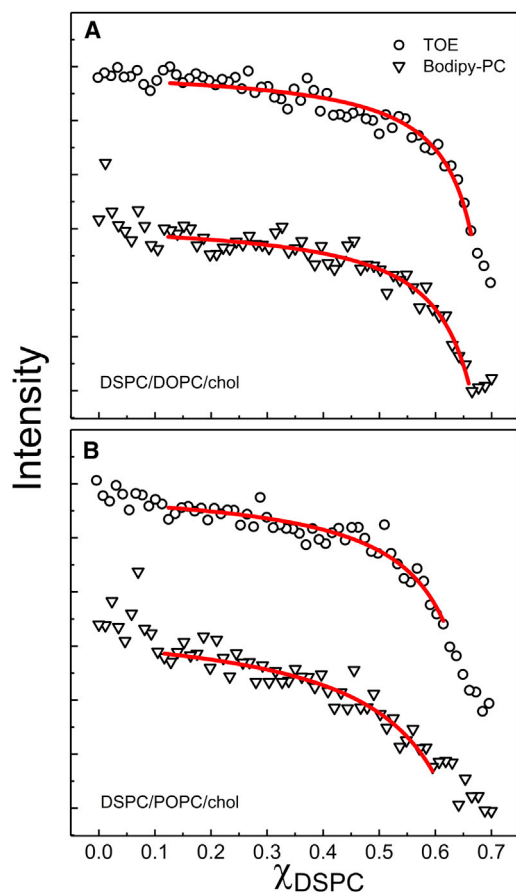 A
TOE
Bodipy-PC
DSPC/DOPC/chol
Intensity
B
DSPC/POPC/chol
0.0 0.1 0.2 0.3 0.4 0.5 0.6 0.7
χDSPC